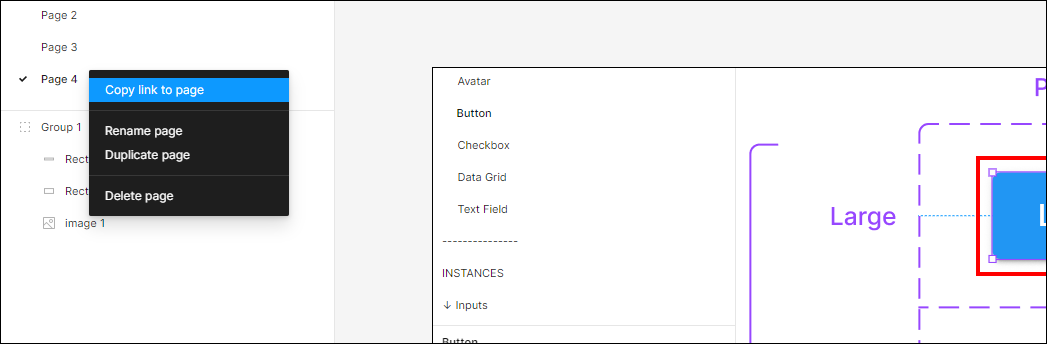 Page 2
Page 3
Page 4
Copy link to page
Rename page
Duplicate page
Delete page
Group 1
Rect
Rect
image 1
Avatar
Button
Checkbox
Data Grid
Text Field
---------------
INSTANCES
↓ Inputs
Button
Large